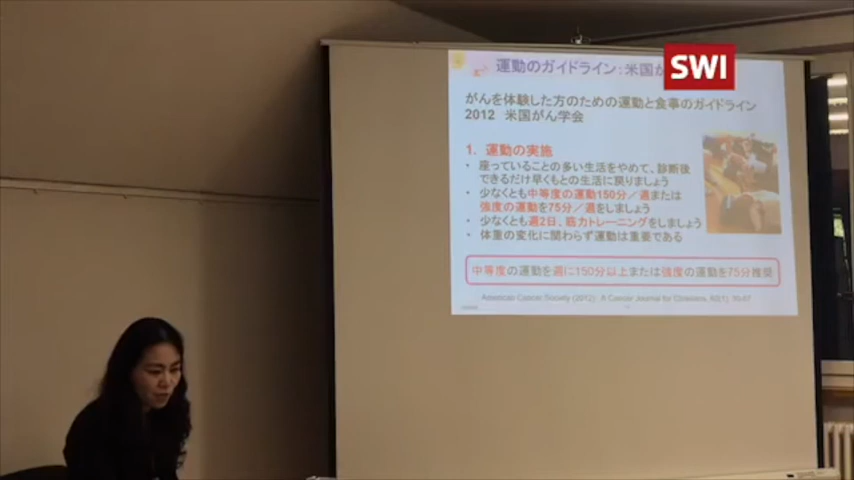 運動のガイドライン：米国が
SWI
がんを体験した方のための運動と食事のガイドライン
2012 米国がん学会
1. 運動の実施
・ 座っていることの多い生活をやめて、診断後
できるだけ早くもとの生活に戻りましょう
・ 少なくとも中等度の運動150分／週または
強度の運動を75分／週をしましょう
・ 少なくとも週2日、筋力トレーニングをしましょう
・ 体重の変化に関わらず運動は重要である
中等度の運動を週に150分以上または強度の運動を75分推奨
American Cancer Society (2012): A Cancer Journal for Clinicians,